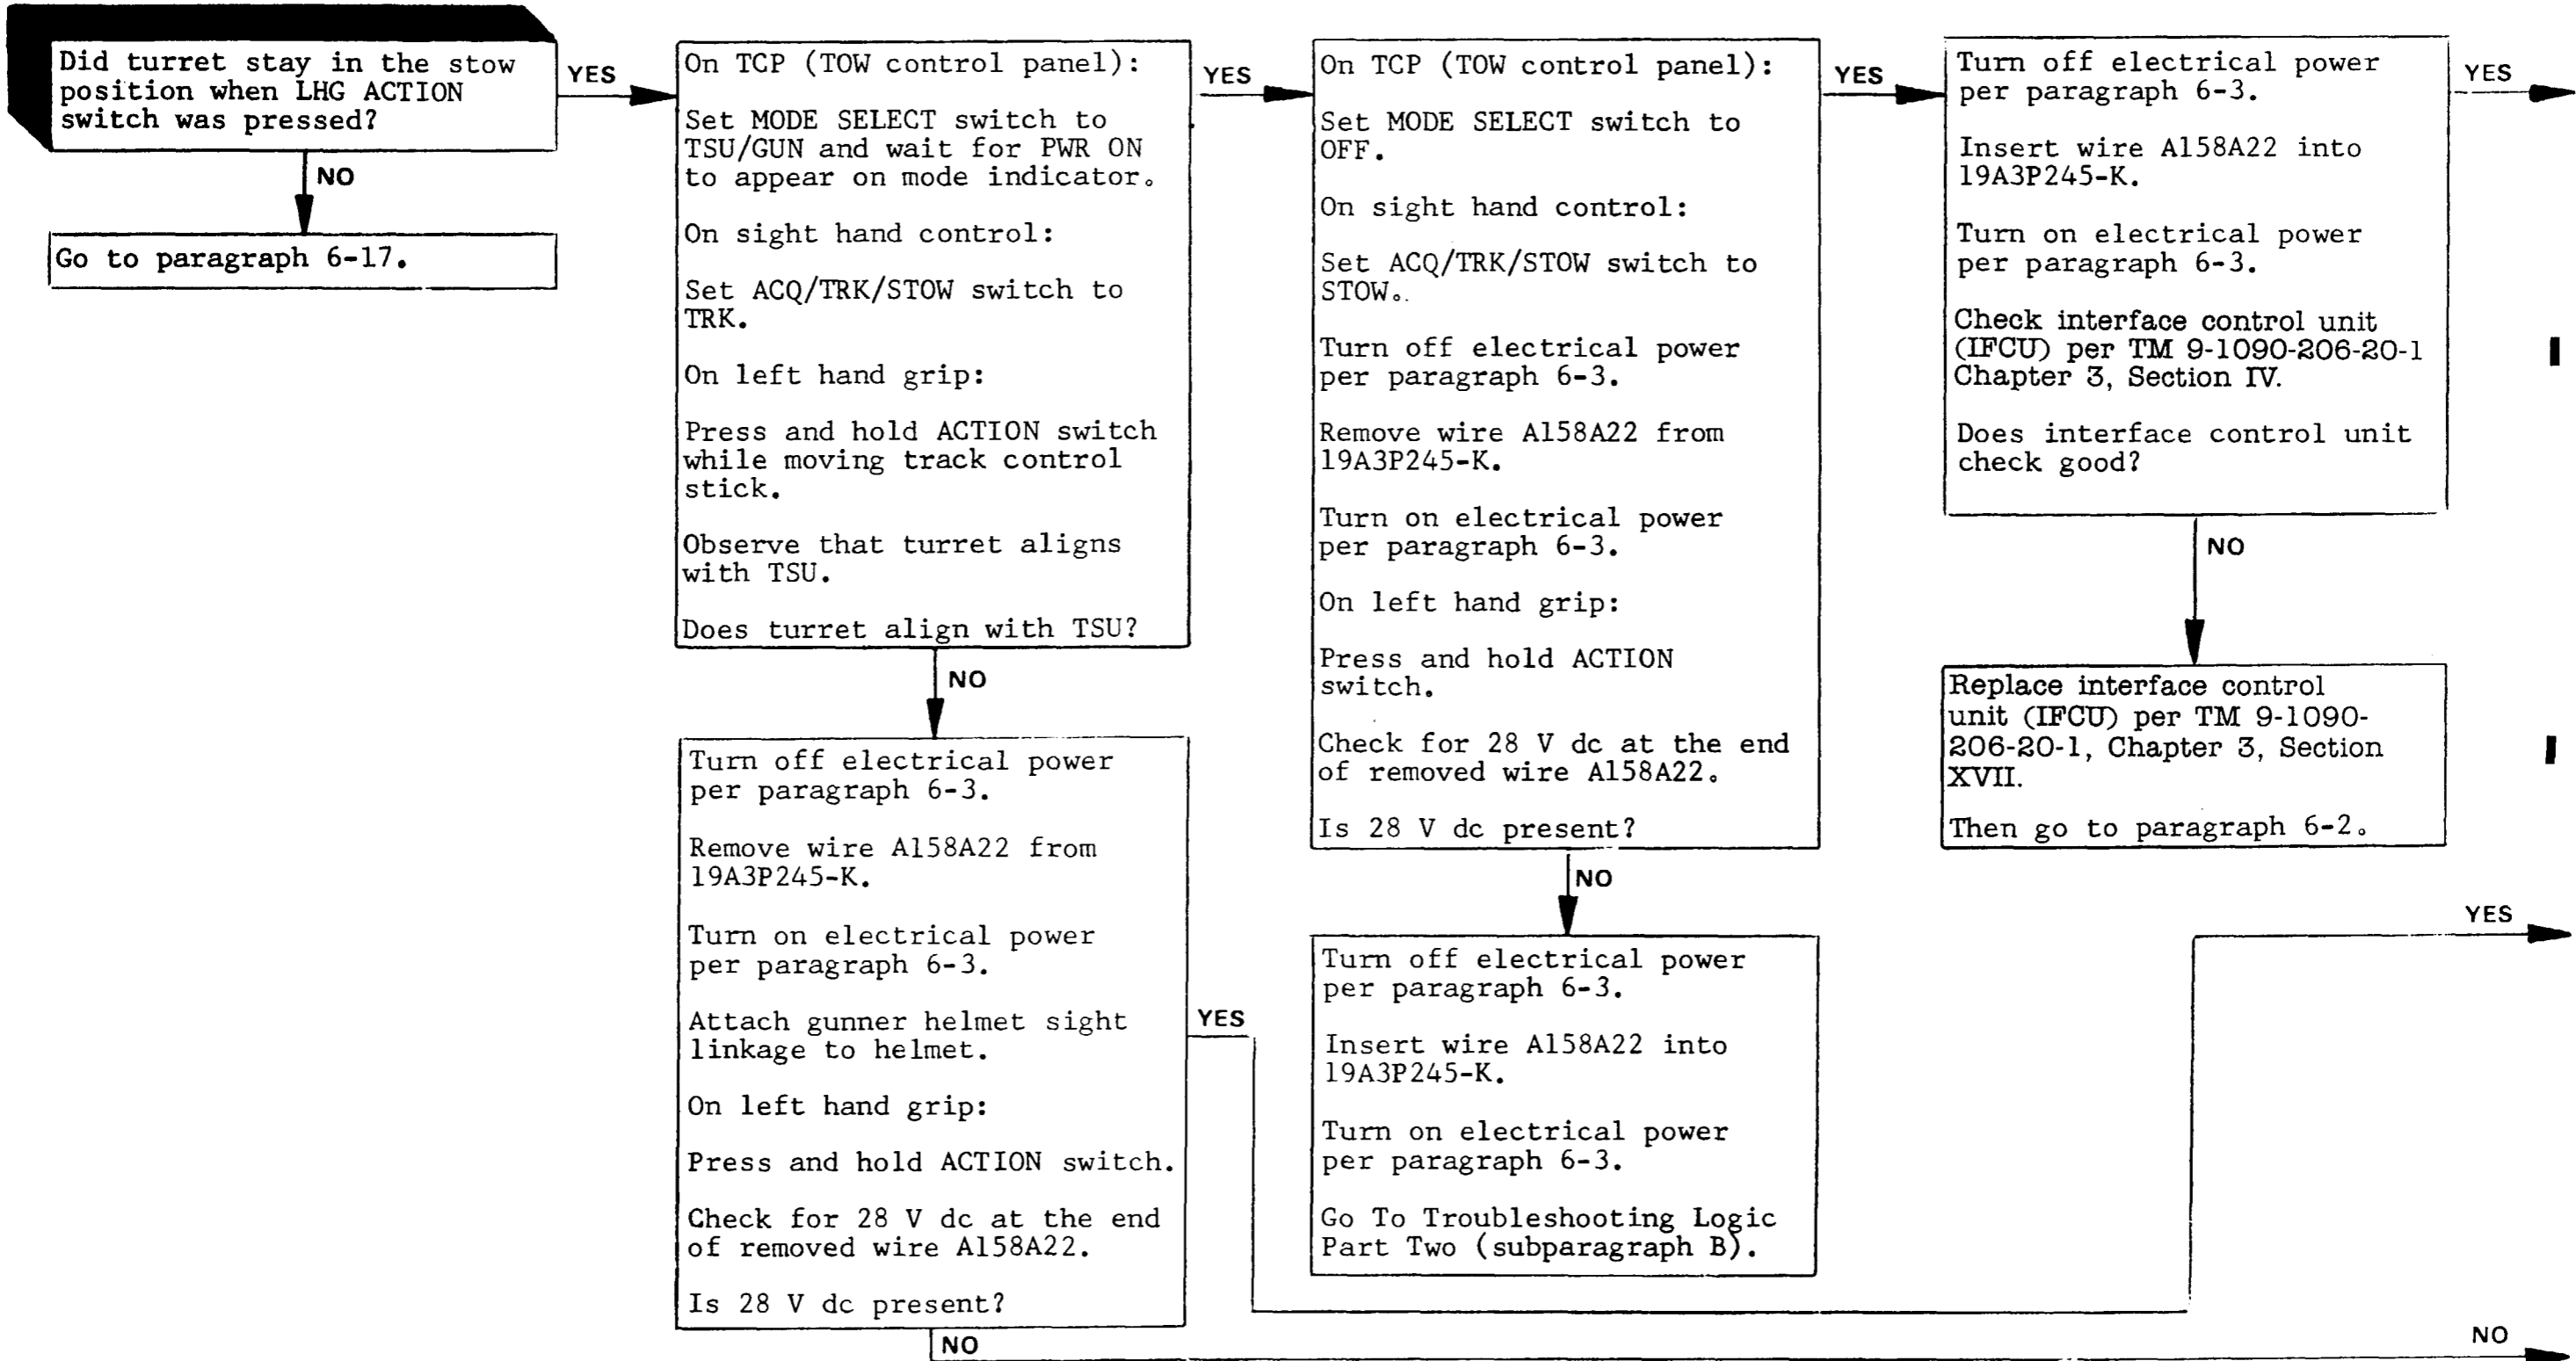 Did turret stay in the stow
position when LHG ACTION
switch was pressed?
YES
NO
Go to paragraph 6-17.
On TCP (TOW control panel):
Set MODE SELECT switch to
TSU/GUN and wait for PWR ON
to appear on mode indicator.
On sight hand control:
Set ACQ/TRK/STOW switch to
TRK.
On left hand grip:
Press and hold ACTION switch
while moving track control
stick.
Observe that turret aligns
with TSU.
Does turret align with TSU?
YES
NO
Turn off electrical power
per paragraph 6-3.
Remove wire A158A22 from
19A3P245-K.
Turn on electrical power
per paragraph 6-3.
Attach gunner helmet sight
linkage to helmet.
On left hand grip:
Press and hold ACTION switch.
Check for 28 V dc at the end
of removed wire A158A22.
Is 28 V dc present?
YES
NO
On TCP (TOW control panel):
Set MODE SELECT switch to
OFF.
On sight hand control:
Set ACQ/TRK/STOW switch to
STOW.
Turn off electrical power
per paragraph 6-3.
Remove wire A158A22 from
19A3P245-K.
Turn on electrical power
per paragraph 6-3.
On left hand grip:
Press and hold ACTION
switch.
Check for 28 V dc at the end
of removed wire A158A22.
Is 28 V dc present?
YES
NO
Turn off electrical power
per paragraph 6-3.
Insert wire A158A22 into
19A3P245-K.
Turn on electrical power
per paragraph 6-3.
Go To Troubleshooting Logic
Part Two (subparagraph B).
Turn off electrical power
per paragraph 6-3.
Insert wire A158A22 into
19A3P245-K.
Turn on electrical power
per paragraph 6-3.
Check interface control unit
(IFCU) per TM 9-1090-206-20-1
Chapter 3, Section IV.
Does interface control unit
check good?
YES
NO
Replace interface control
unit (IFCU) per TM 9-1090-
206-20-1, Chapter 3, Section
XVII.
Then go to paragraph 6-2.
YES
NO